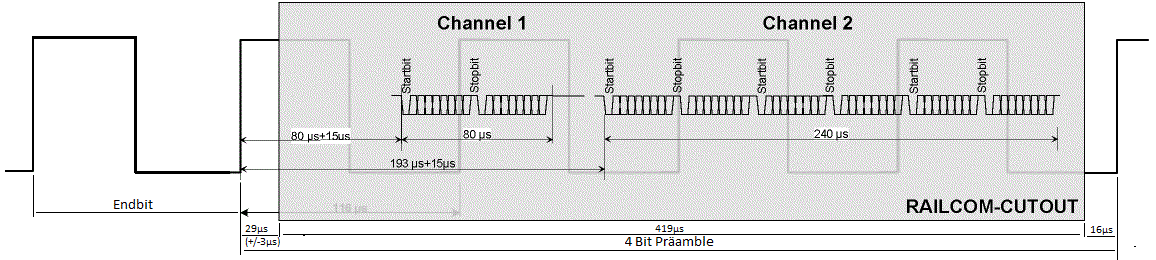 Channel 1
Channel 2
Startbit
Stopbit
Startbit
Stopbit
Startbit
Stopbit
Startbit
Stopbit
80 µs+15us
80 µs
240 µs
193 µs+15µs
Endbit
116 µs
RAILCOM-CUTOUT
29µs
(+/-3µs)
419µs
16µs
4 Bit Präamble